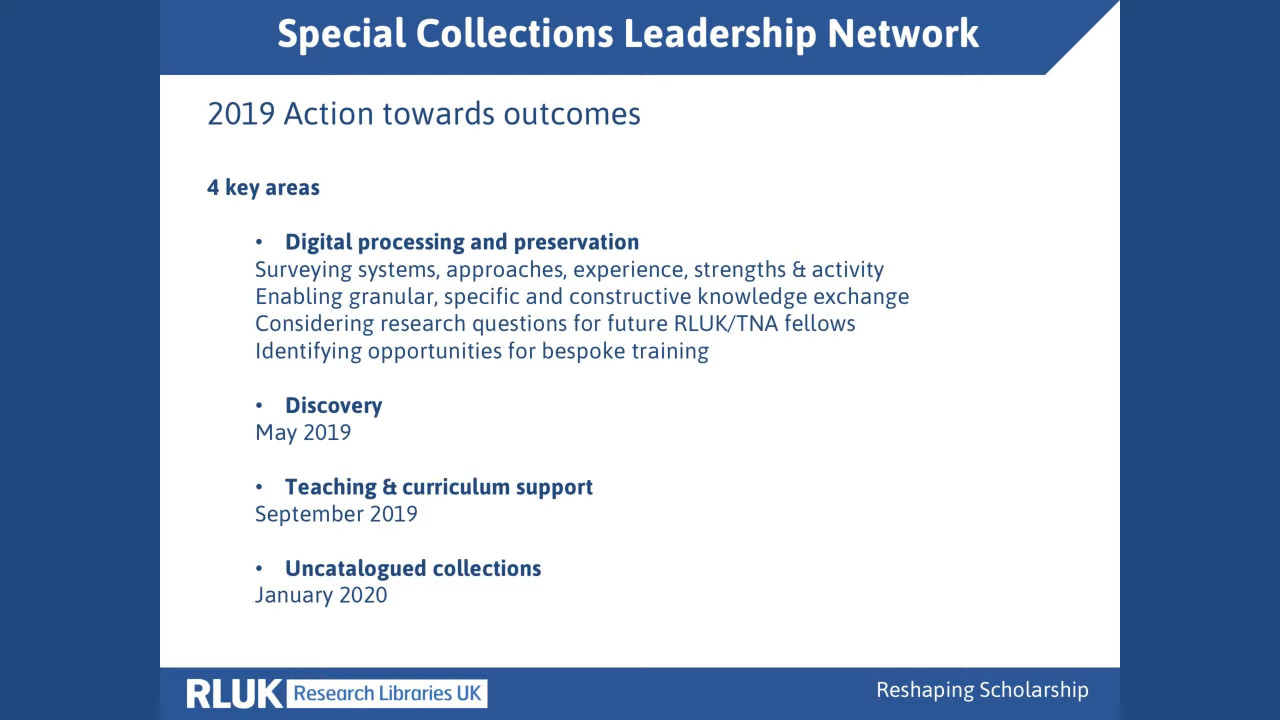 Special Collections Leadership Network
2019 Action towards outcomes
4 key areas
• Digital processing and preservation
Surveying systems, approaches, experience, strengths & activity
Enabling granular, specific and constructive knowledge exchange
Considering research questions for future RLUK/TNA fellows
Identifying opportunities for bespoke training
• Discovery
May 2019
• Teaching & curriculum support
September 2019
• Uncatalogued collections
January 2020
RLUK Research Libraries UK
Reshaping Scholarship